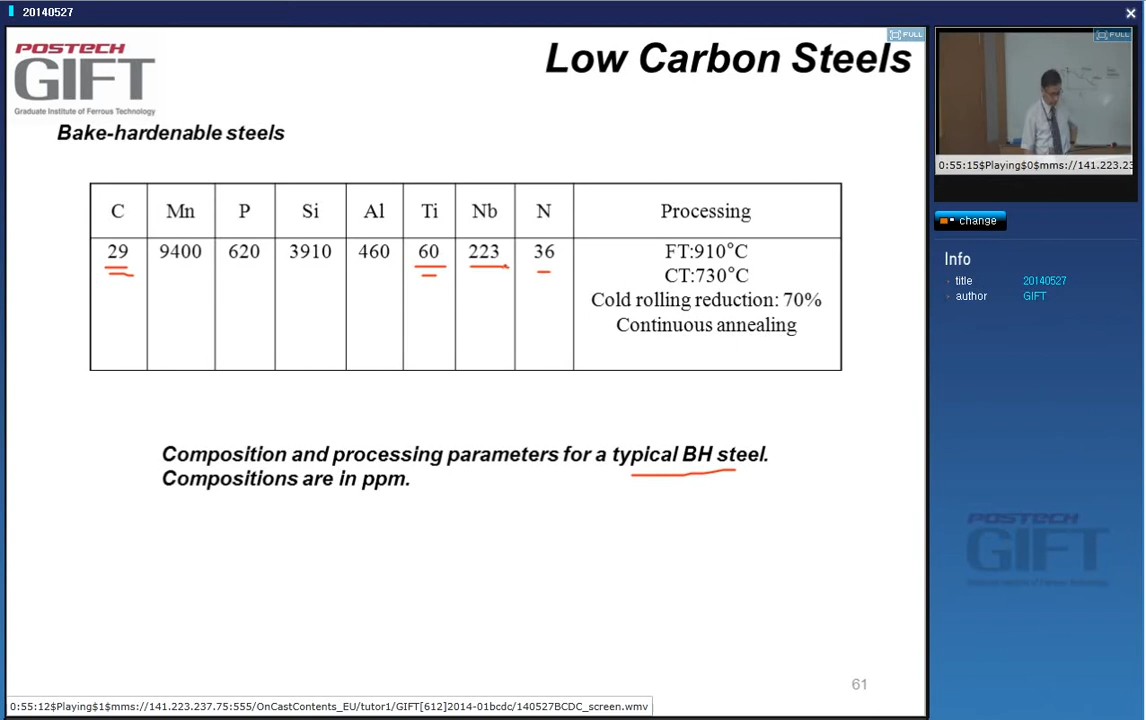 20140527
FULL
POSTECH
GIFT
Graduate Institute of Ferrous Technology
Low Carbon Steels
Bake-hardenable steels
C Mn P Si Al Ti Nb N Processing
29 9400 620 3910 460 60 223 36 FT:910°C
CT:730°C
Cold rolling reduction: 70%
Continuous annealing
Composition and processing parameters for a typical BH steel.
Compositions are in ppm.
61
0:55:12$Playing$1$mms://141.223.237.75:555/OnCastContents_EU/tutor1/GIFT[612]2014-01bcdc/140527BCDC_screen.wmv
FULL
0:55:15$Playing$0$mms://141.223.23
change
Info
title 20140527
author GIFT
POSTECH
GIFT